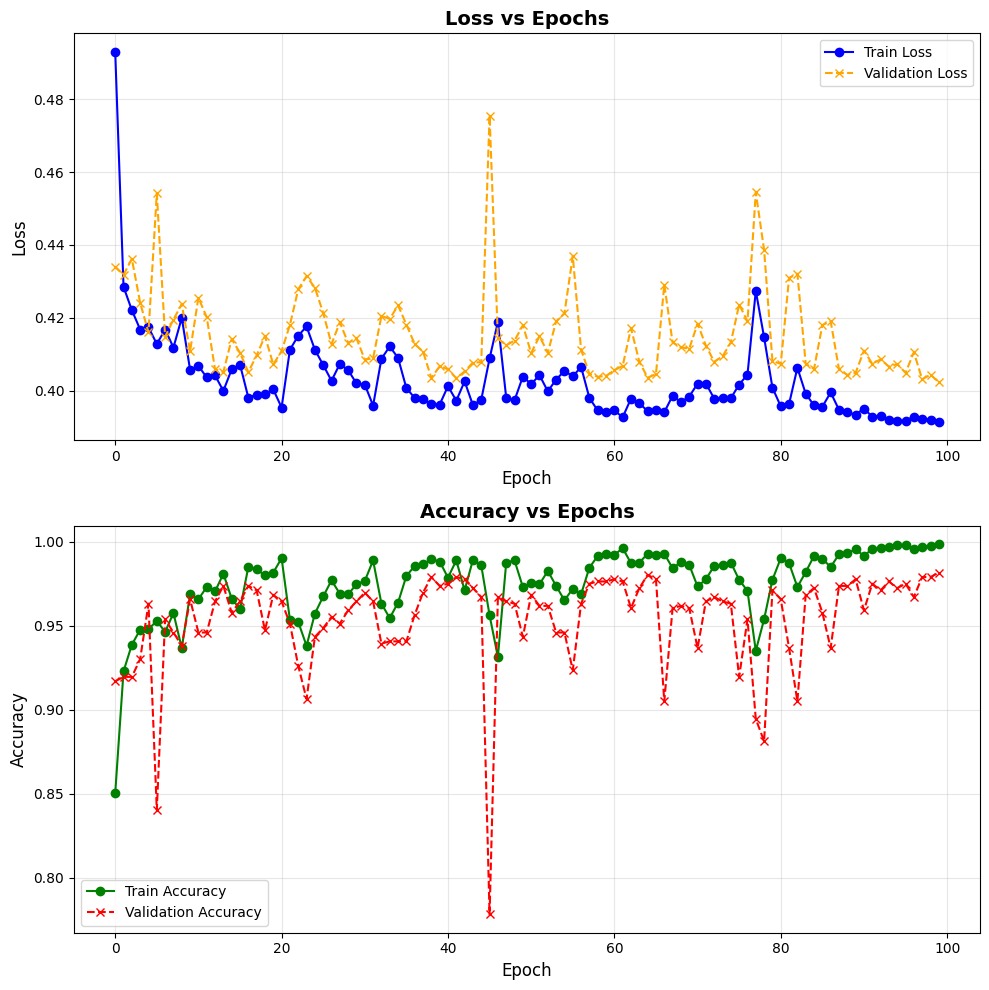 Loss vs Epochs
Train Loss
Validation Loss
0.48
0.46
0.44
0.42
0.40
Loss
0 20 40 60 80 100
Epoch
Accuracy vs Epochs
1.00
0.95
0.90
0.85
0.80
Accuracy
Train Accuracy
Validation Accuracy
0 20 40 60 80 100
Epoch